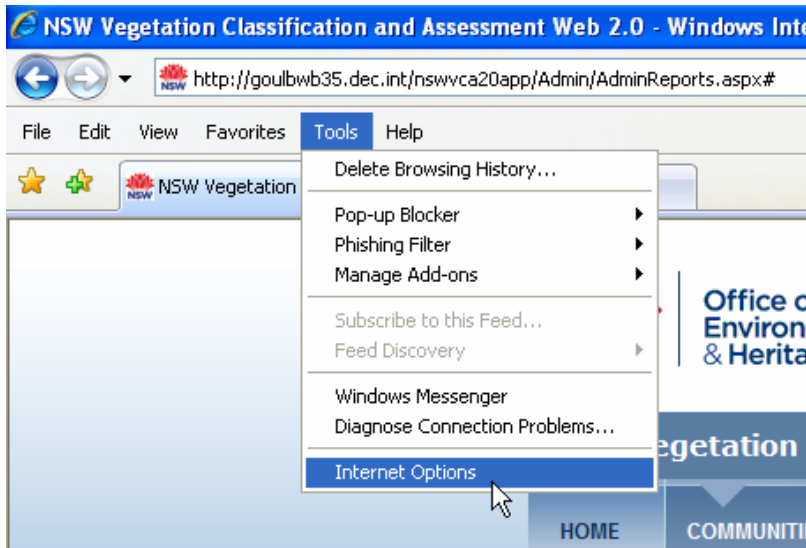 NSW Vegetation Classification and Assessment Web 2.0 - Windows Inte
NSW http://goulbwb35.dec.int/nswvca20app/Admin/AdminReports.aspx#
File Edit View Favorites Tools Help
NSW NSW Vegetation
Delete Browsing History...
Pop-up Blocker
Phishing Filter
Manage Add-ons
Subscribe to this Feed...
Feed Discovery
Windows Messenger
Diagnose Connection Problems...
Internet Options
Office o
Environ
& Herita
egetation
HOME COMMUNITI